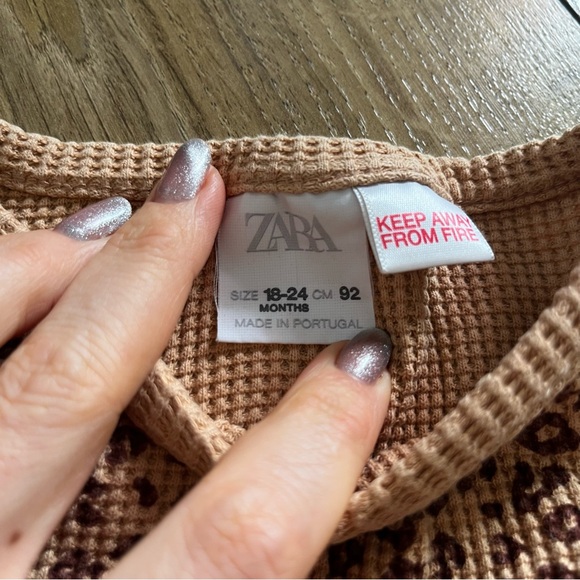 ZARA
SIZE 18-24 CM 92
MONTHS
MADE IN PORTUGAL
KEEP AWAY
FROM FIRE